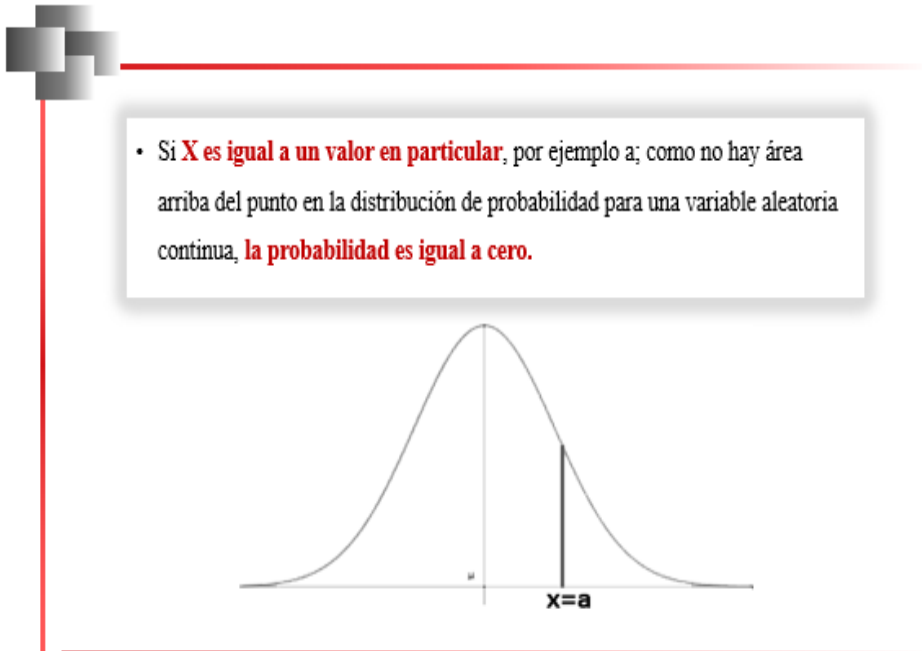 • Si X es igual a un valor en particular, por ejemplo a; como no hay área
arriba del punto en la distribución de probabilidad para una variable aleatoria
continua, la probabilidad es igual a cero.
x=a